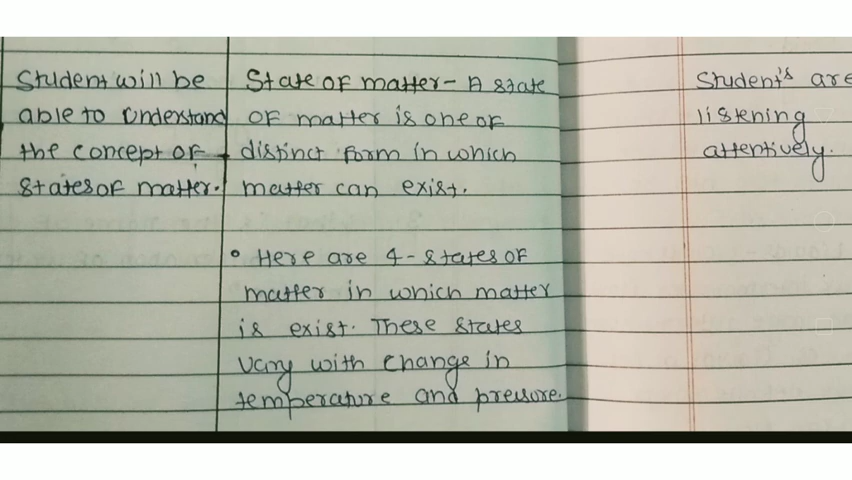 Student will be
able to understand
the concept of
states of matter.
State of matter - A state
of matter is one of
distinct form in which
matter can exist.
• Here are 4-states of
matter in which matter
is exist. These states
vary with change in
temperature and presure.
Student's are
listening
attentively.